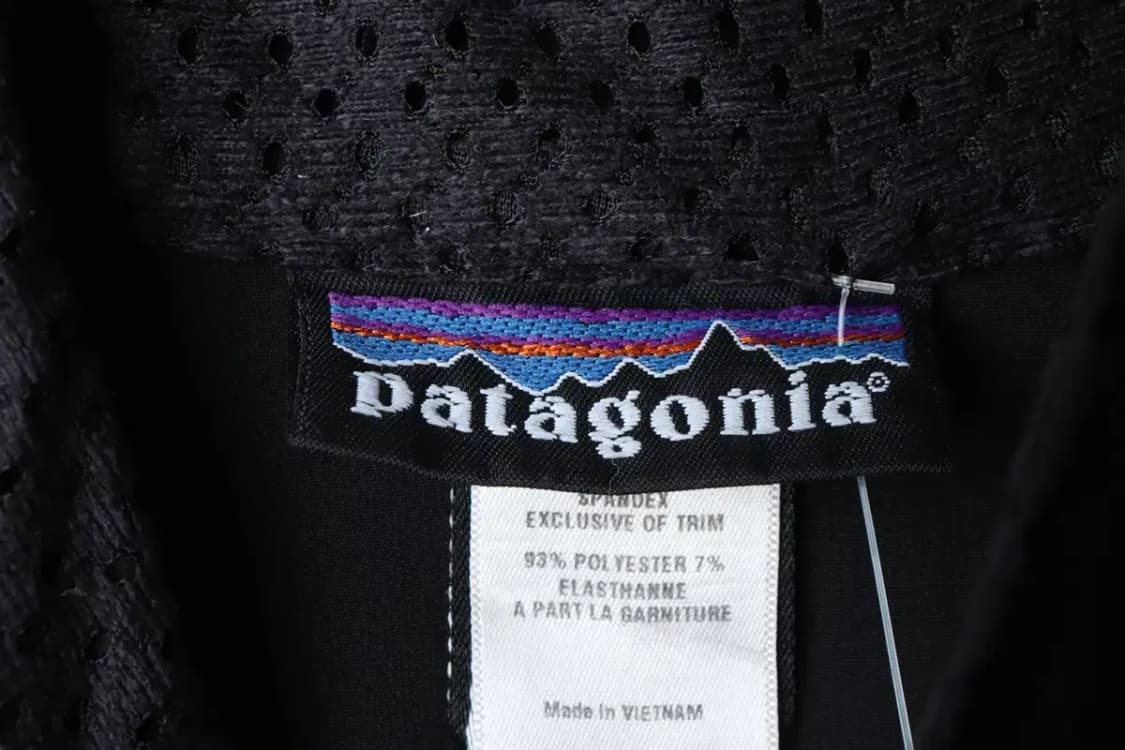 patagonia®
SPANDEX
EXCLUSIVE OF TRIM
93% POLYESTER 7%
ELASTHANNE
A PART LA GARNITURE
Made in VIETNAM